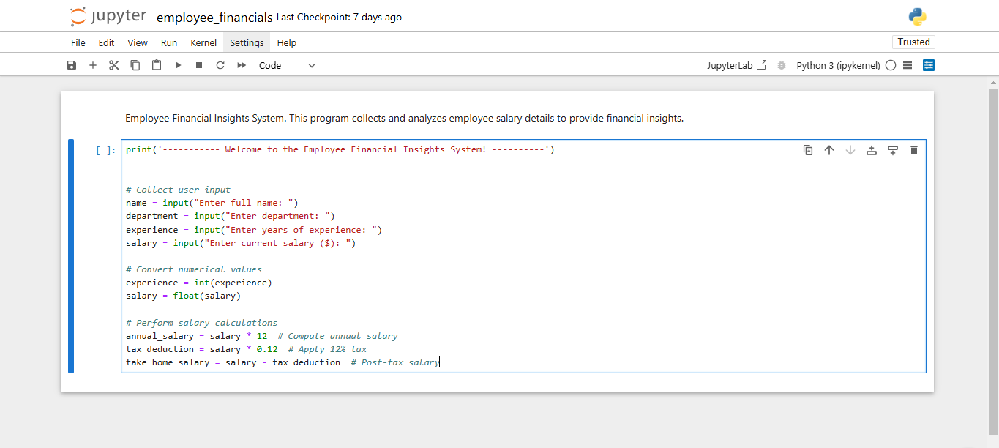 jupyter employee_financials Last Checkpoint: 7 days ago
File Edit View Run Kernel Settings Help Trusted
Code JupyterLab Python 3 (ipykernel)
Employee Financial Insights System. This program collects and analyzes employee salary details to provide financial insights.
[ ]: print('----------- Welcome to the Employee Financial Insights System! ----------')
# Collect user input
name = input("Enter full name: ")
department = input("Enter department: ")
experience = input("Enter years of experience: ")
salary = input("Enter current salary ($): ")
# Convert numerical values
experience = int(experience)
salary = float(salary)
# Perform salary calculations
annual_salary = salary * 12  # Compute annual salary
tax_deduction = salary * 0.12  # Apply 12% tax
take_home_salary = salary - tax_deduction  # Post-tax salary